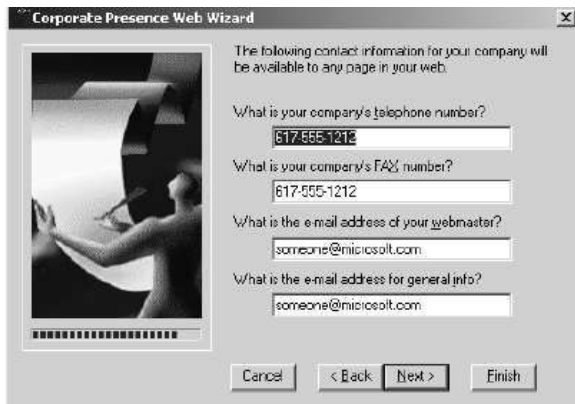 Corporate Presence Web Wizard
The following contact information for your company will
be available to any page in your web.
What is your company's telephone number?
617-555-1212
What is your company's FAX number?
617-555-1212
What is the e-mail address of your webmaster?
someone@microsoft.com
What is the e-mail address for general info?
someone@microsoft.com
Cancel
< Back
Next >
Finish